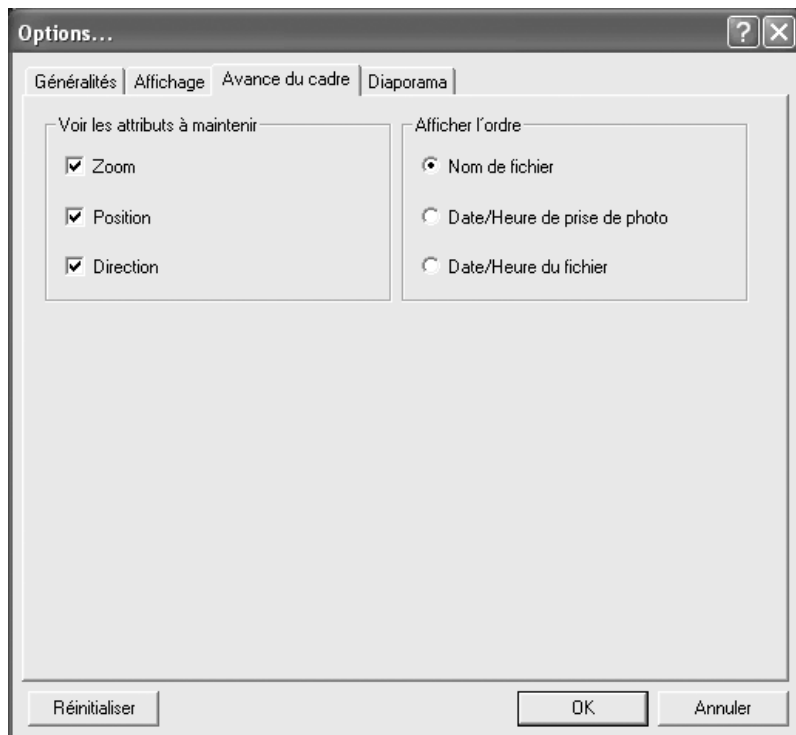 Options...
Généralités Affichage Avance du cadre Diaporama
Voir les attributs à maintenir
Zoom
Position
Direction
Afficher l'ordre
Nom de fichier
Date/Heure de prise de photo
Date/Heure du fichier
Réinitialiser OK Annuler